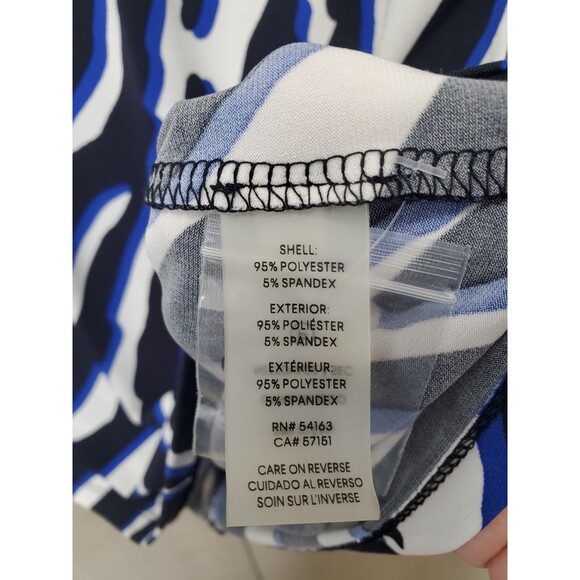 SHELL:
95% POLYESTER
5% SPANDEX
EXTERIOR:
95% POLIÉSTER
5% SPANDEX
EXTÉRIEUR:
95% POLYESTER
5% SPANDEX
RN# 54163
CA# 57151
CARE ON REVERSE
CUIDADO AL REVERSO
SOIN SUR L'INVERSE